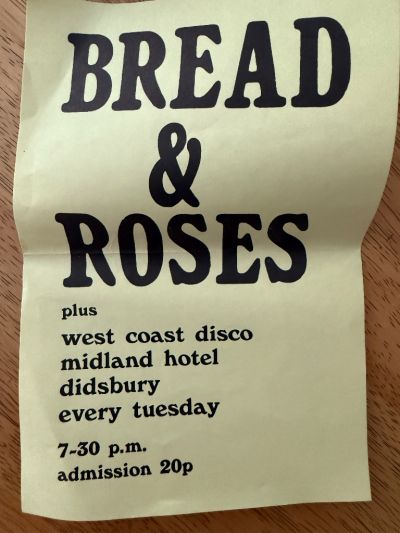 BREAD
&
ROSES
plus
west coast disco
midland hotel
didsbury
every tuesday
7-30 p.m.
admission 20p